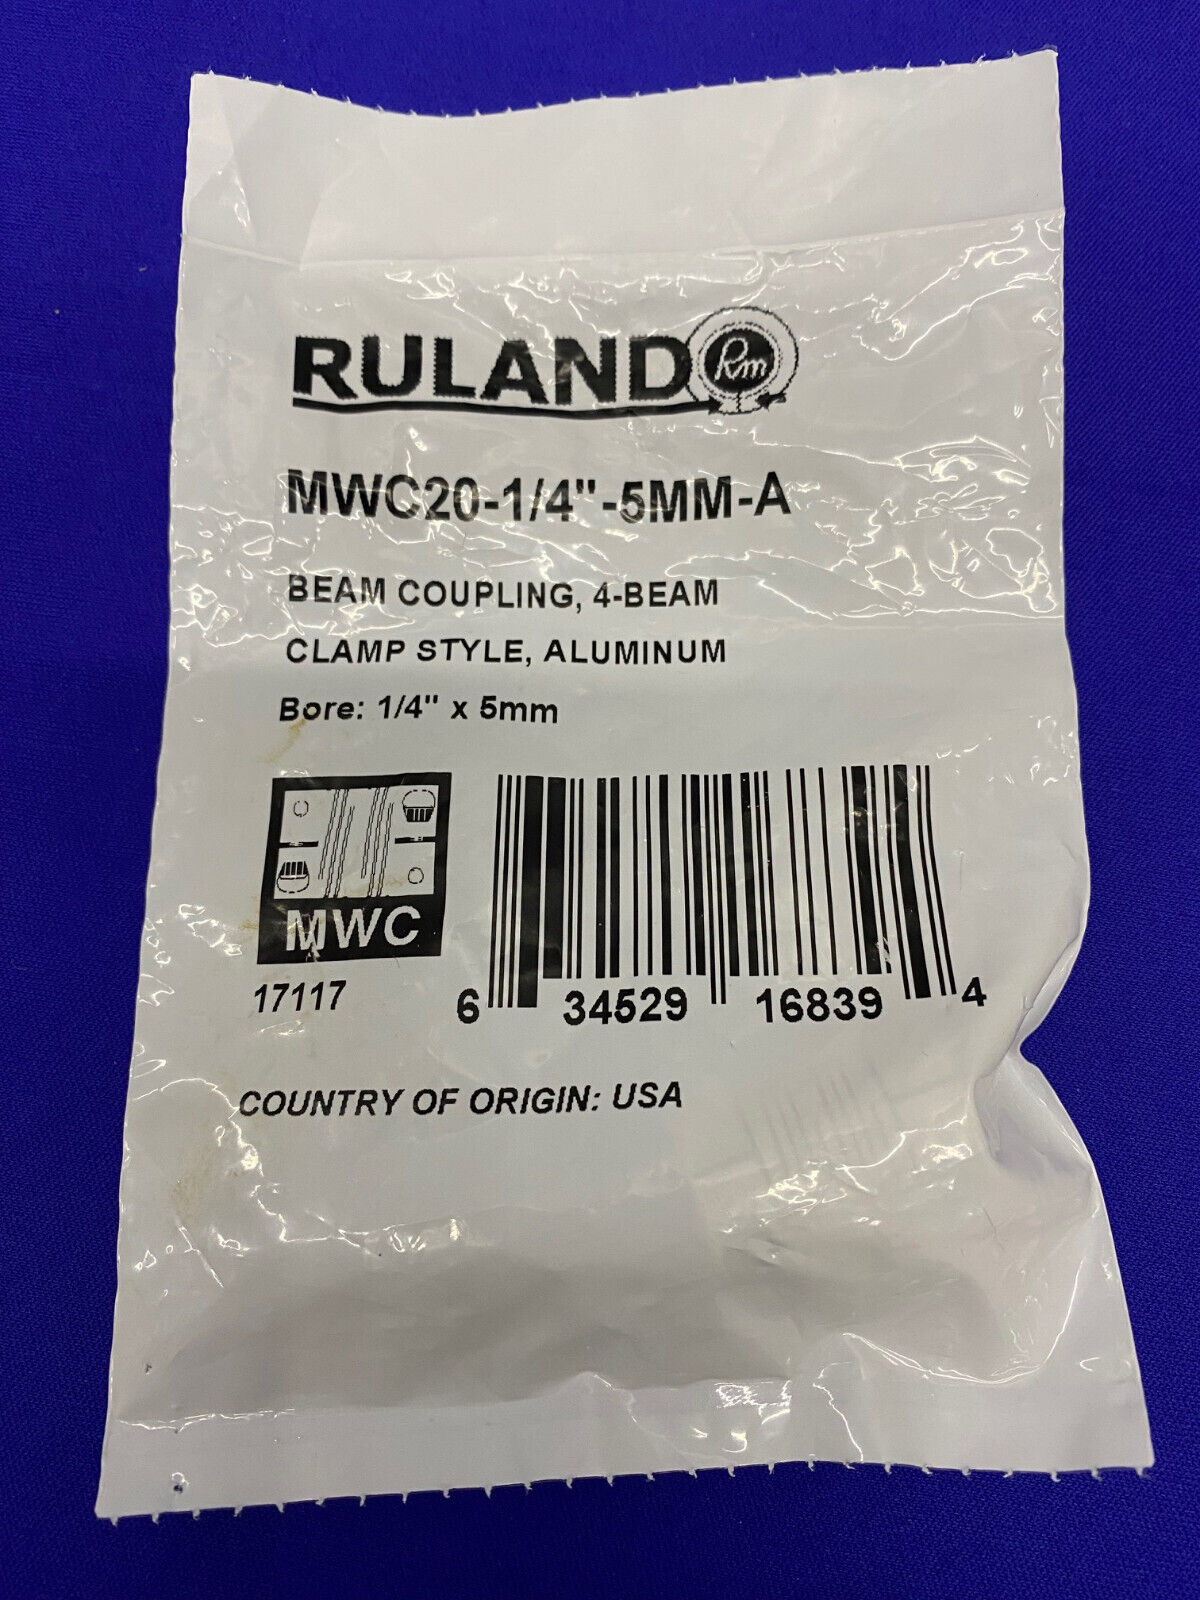 RULAND Rm
MWC20-1/4"-5MM-A
BEAM COUPLING, 4-BEAM
CLAMP STYLE, ALUMINUM
Bore: 1/4" x 5mm
MWC
17117
6 34529 16839 4
COUNTRY OF ORIGIN: USA